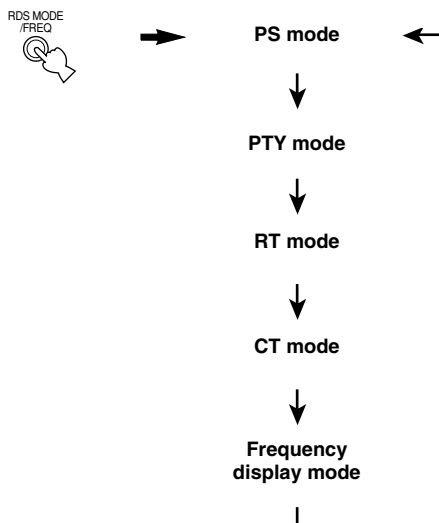 RDS MODE
/FREQ
PS mode
PTY mode
RT mode
CT mode
Frequency
display mode